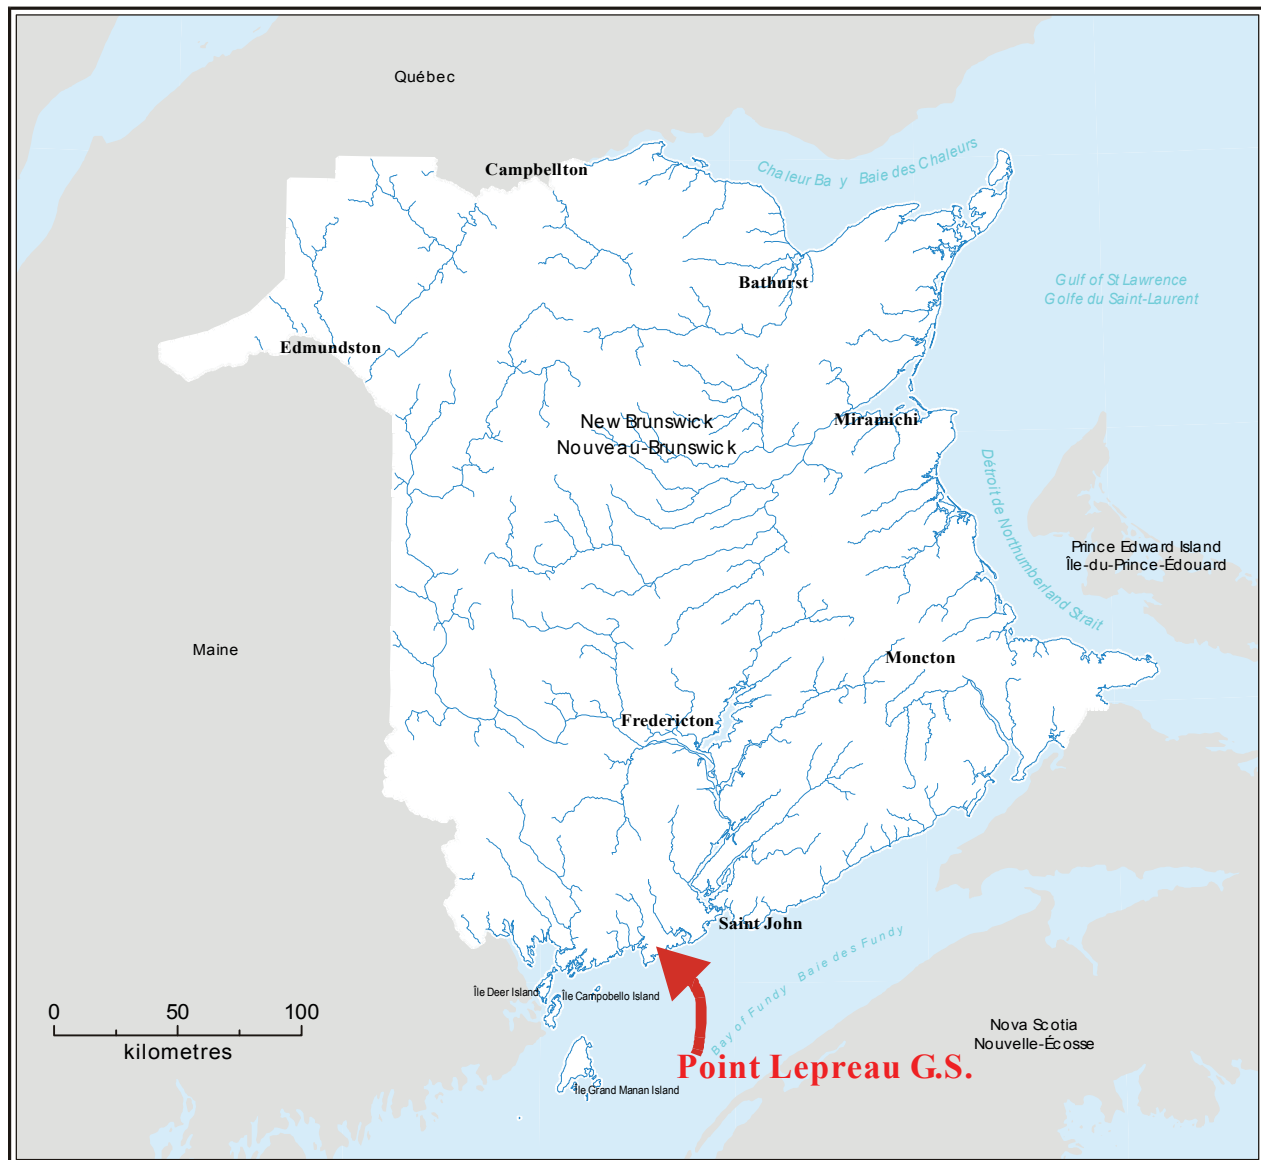 Québec
Campbellton
Chaleur Bay Baie des Chaleurs
Bathurst
Gulf of St Lawrence
Golfe du Saint-Laurent
Edmundston
New Brunswick
Nouveau-Brunswick
Miramichi
Détroit de Northumberland Strait
Prince Edward Island
Île-du-Prince-Édouard
Maine
Moncton
Fredericton
Saint John
Bay of Fundy Baie des Fundy
Île Deer Island
Île Campobello Island
0 50 100
kilometres
Nova Scotia
Nouvelle-Écosse
Point Lepreau G.S.
Île Grand Manan Island